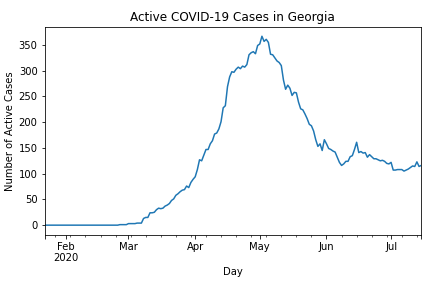 Active COVID-19 Cases in Georgia
Number of Active Cases
350
300
250
200
150
100
50
0
Feb Mar Apr May Jun Jul
2020
Day